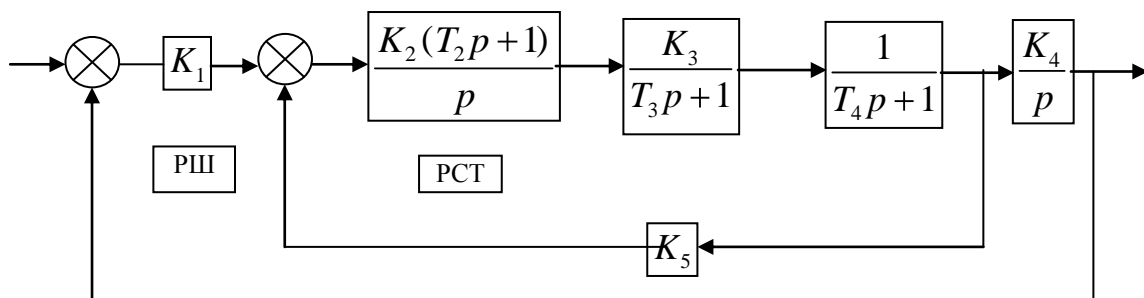 K₁
K₂(T₂p+1)
p
K₃
T₃p+1
1
T₄p+1
K₄
p
РШ
РСТ
K₅